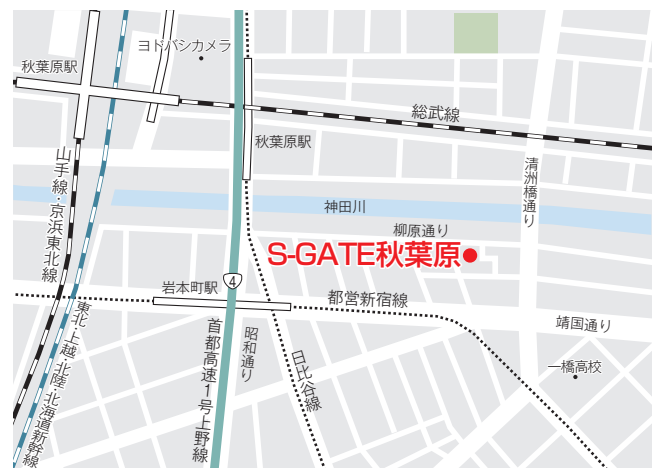 ヨドバシカメラ
秋葉原駅
総武線
秋葉原駅
山手線・京浜東北線
清洲橋通り
神田川
柳原通り
S-GATE秋葉原
4
岩本町駅
都営新宿線
靖国通り
東北・上越・北陸・北海道新幹線
首都高速1号上野線
昭和通り
日比谷線
一橋高校